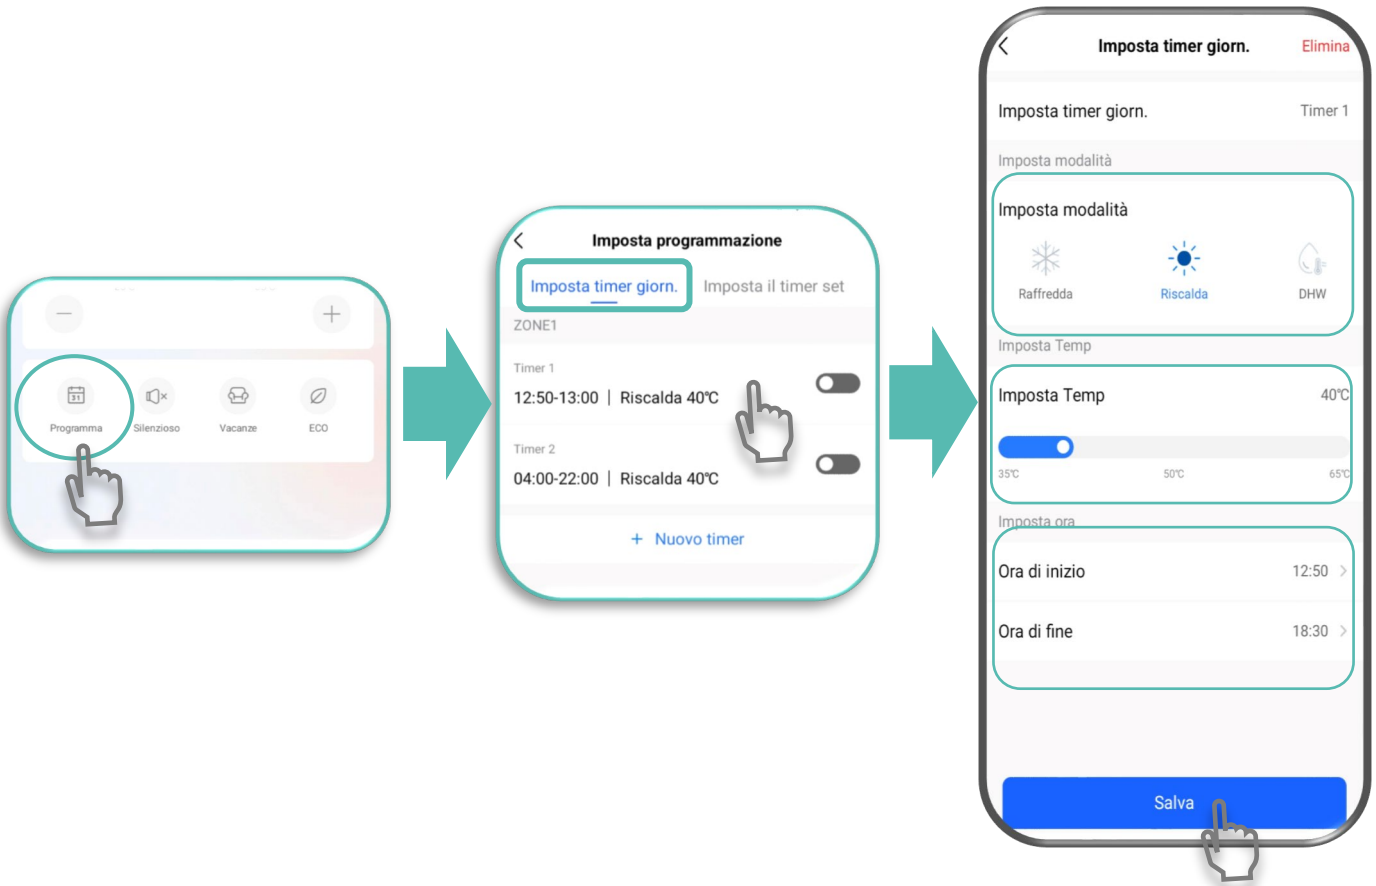 31
Programma
Silenzioso
Vacanze
ECO
Imposta programmazione
Imposta timer giorn.
Imposta il timer set
ZONE1
Timer 1
12:50-13:00 | Riscalda 40℃
Timer 2
04:00-22:00 | Riscalda 40℃
+ Nuovo timer
Imposta timer giorn.
Elimina
Imposta timer giorn.
Timer 1
Imposta modalità
Imposta modalità
Raffredda
Riscalda
DHW
Imposta Temp
Imposta Temp
40℃
35℃
50℃
65℃
Imposta ora
Ora di inizio
12:50
Ora di fine
18:30
Salva